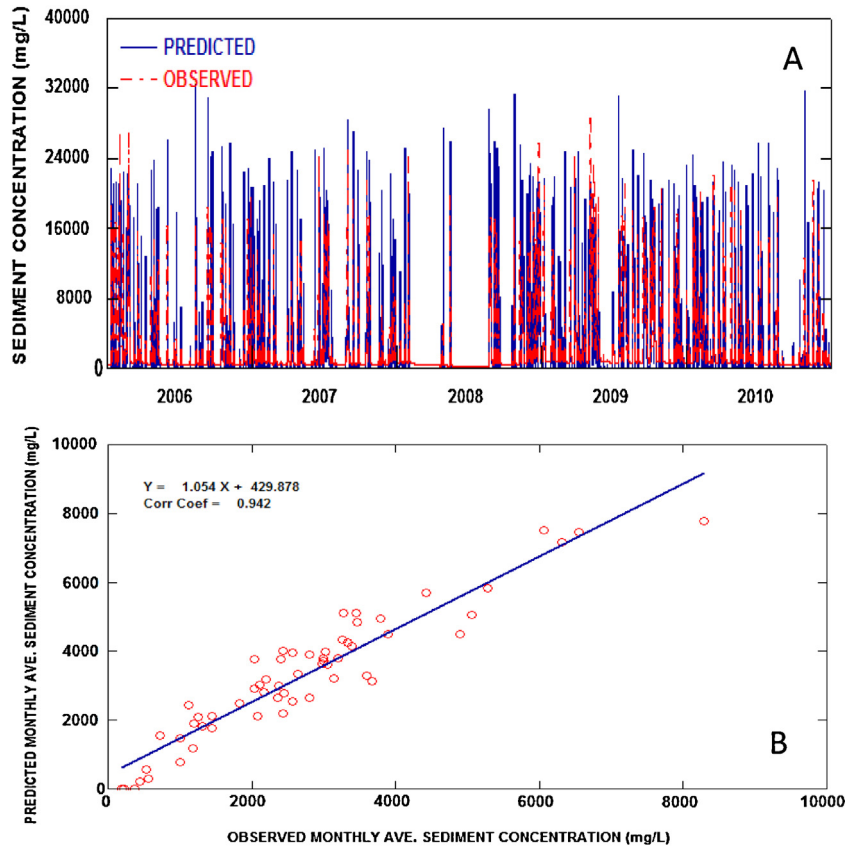 SEDIMENT CONCENTRATION (mg/L)
40000
32000
24000
16000
8000
0
PREDICTED
OBSERVED
A
2006 2007 2008 2009 2010
PREDICTED MONTHLY AVE. SEDIMENT CONCENTRATION (mg/L)
10000
8000
6000
4000
2000
0
Y = 1.054 X + 429.878
Corr Coef = 0.942
B
0 2000 4000 6000 8000 10000
OBSERVED MONTHLY AVE. SEDIMENT CONCENTRATION (mg/L)